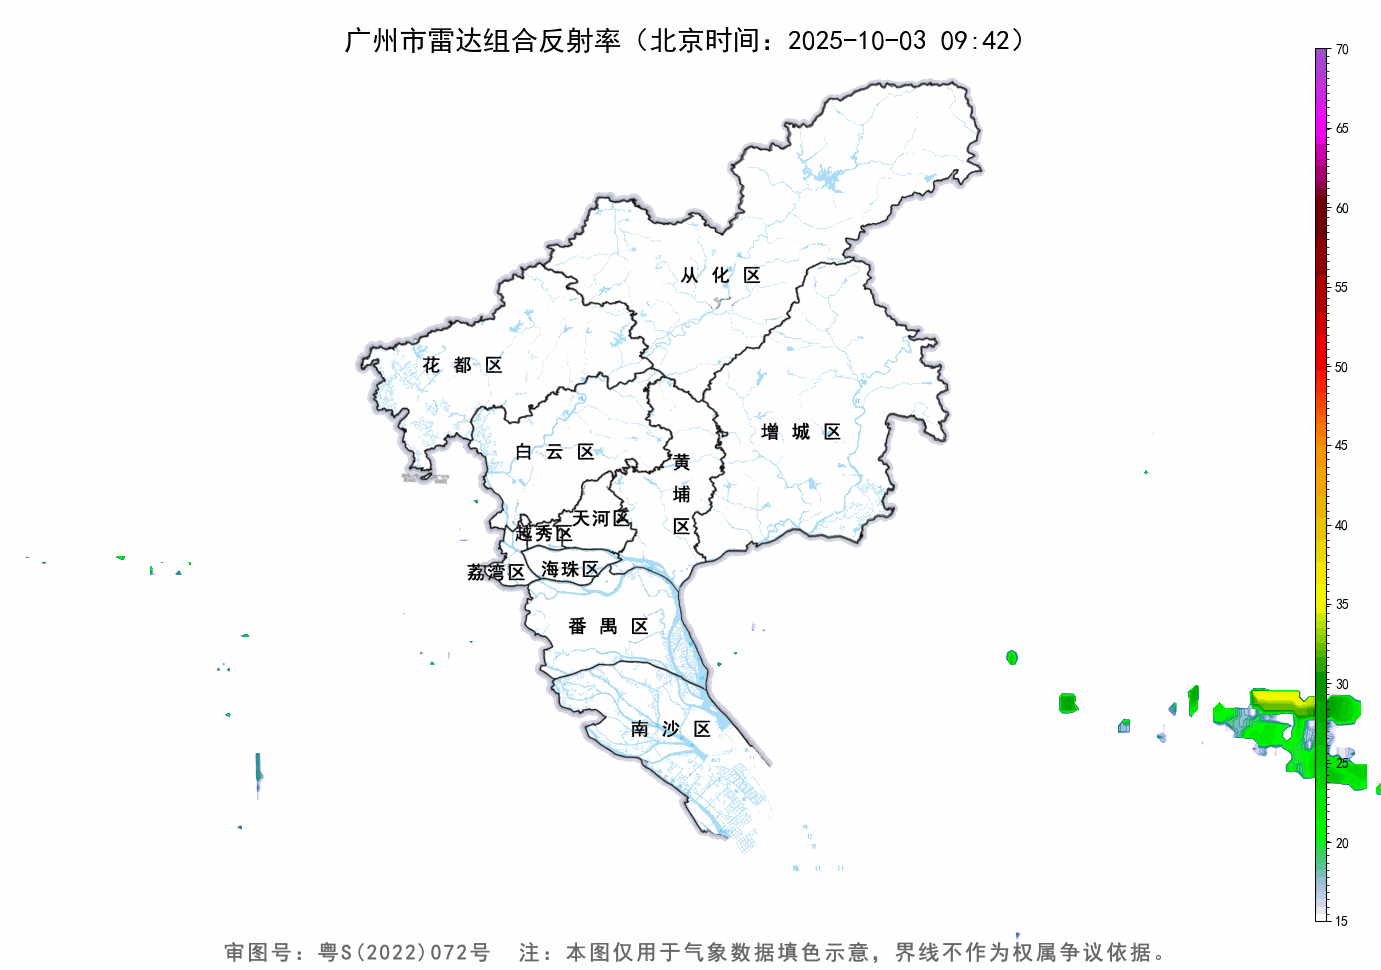 广州市雷达组合反射率（北京时间：2025-10-03 09:42）
70
65
60
55
50
45
40
35
30
25
20
15
从化区
花都区
增城区
白云区
黄埔区
天河区
越秀区
荔湾区
海珠区
番禺区
南沙区
审图号：粤S(2022)072号 注：本图仅用于气象数据填色示意，界线不作为权属争议依据。